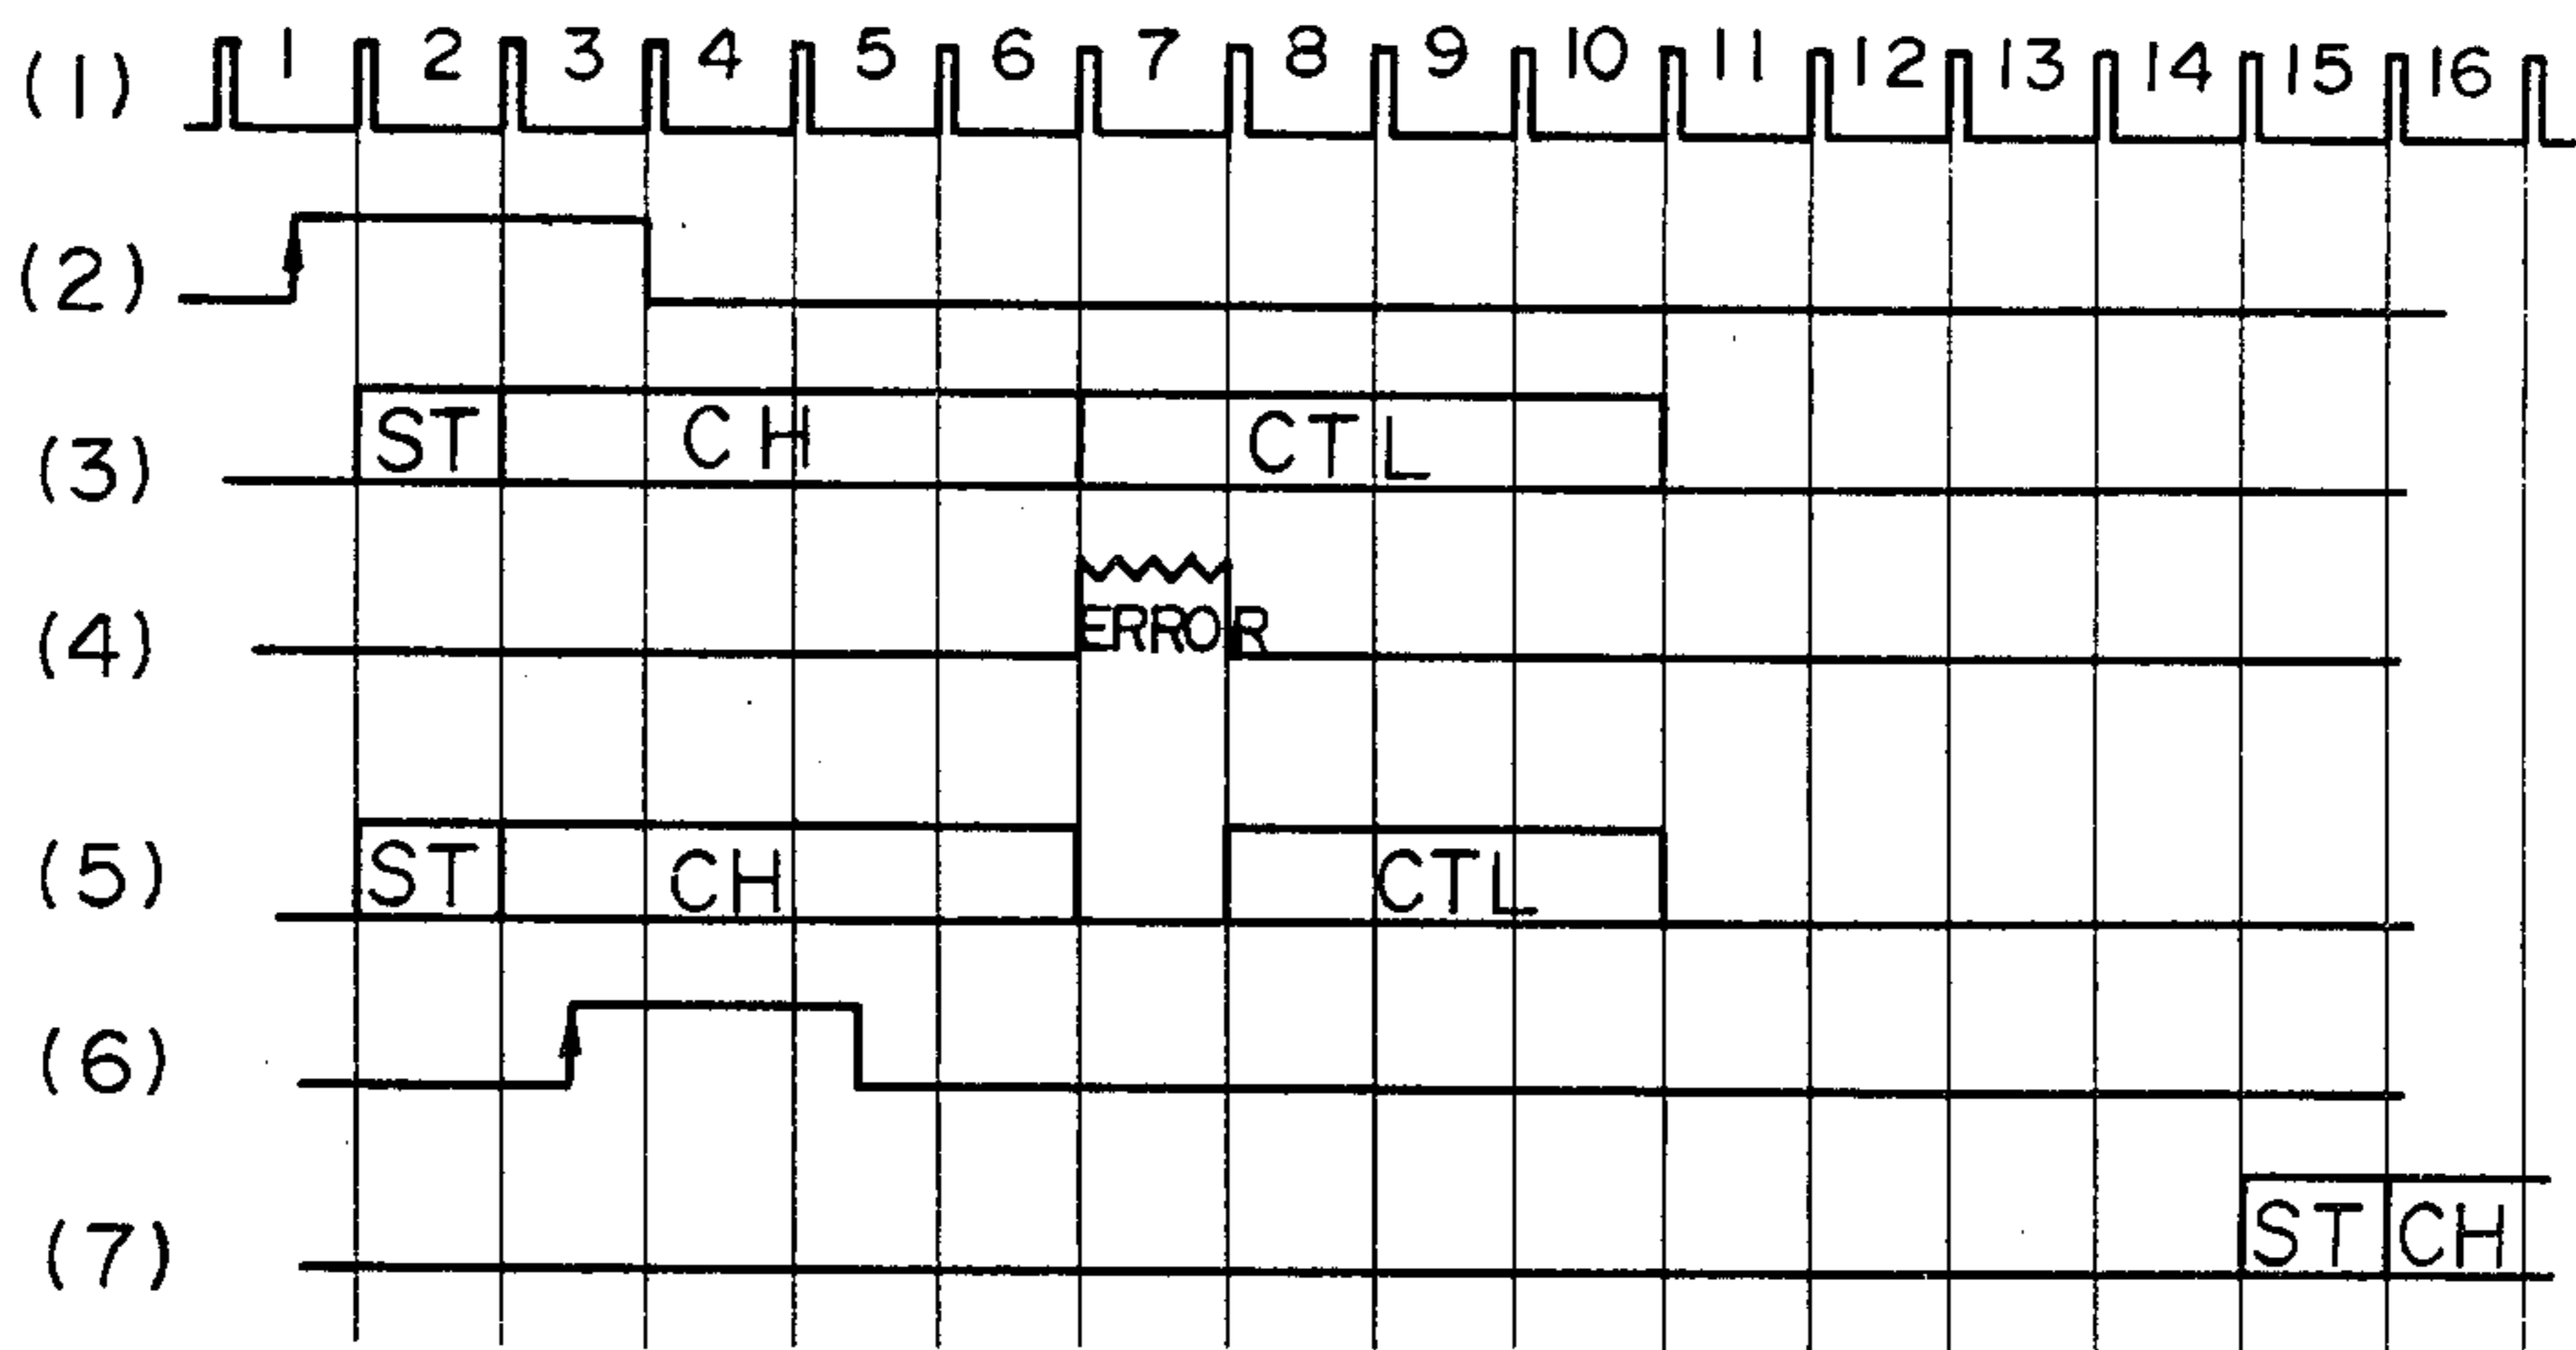 (1) 1 2 3 4 5 6 7 8 9 10 11 12 13 14 15 16
(2)
(3) ST CH CTL
(4) ERROR
(5) ST CH CTL
(6)
(7) ST CH